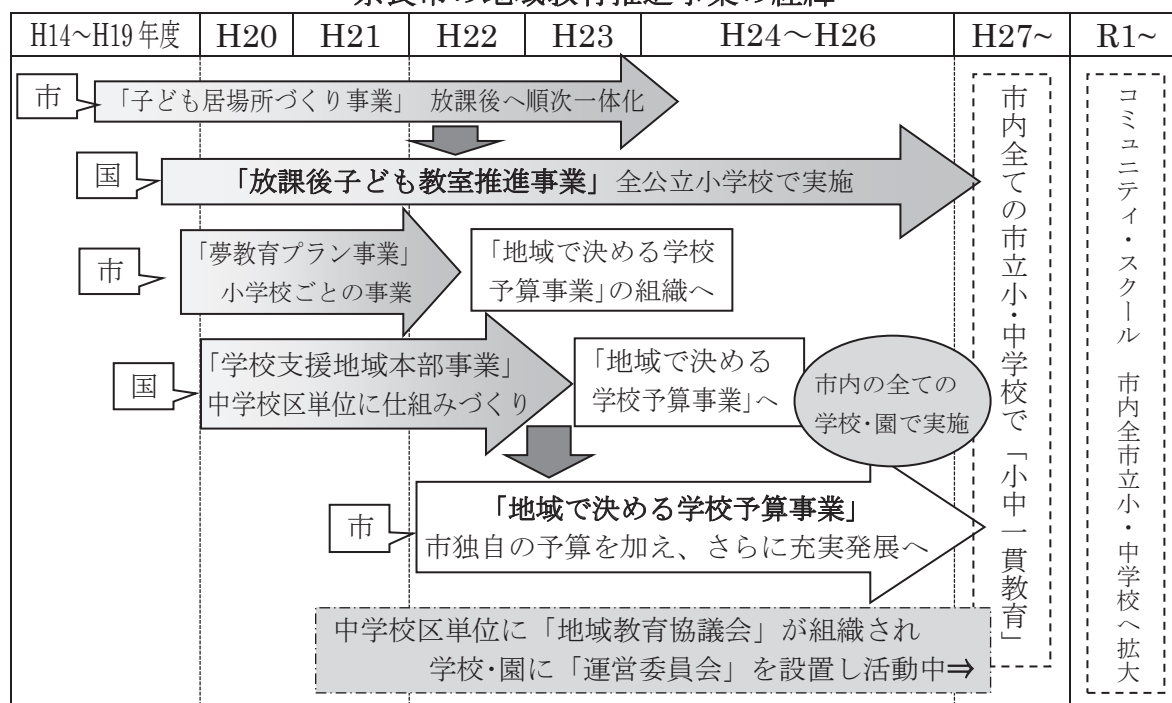 奈良市の地域教育推進事業の経緯
H14～H19年度 H20 H21 H22 H23 H24～H26 H27~ R1~
市
「子ども居場所づくり事業」 放課後へ順次一体化
国
「放課後子ども教室推進事業」全公立小学校で実施
市
「夢教育プラン事業」
小学校ごとの事業
「地域で決める学校
予算事業」の組織へ
国
「学校支援地域本部事業」
中学校区単位に仕組みづくり
「地域で決める
学校予算事業」へ
市内の全ての
学校･園で実施
市
「地域で決める学校予算事業」
市独自の予算を加え、さらに充実発展へ
中学校区単位に「地域教育協議会」が組織され
学校･園に「運営委員会」を設置し活動中⇒
市内全ての市立小・中学校で「小中一貫教育」
コミュニティ・スクール 市内全市立小・中学校へ拡大